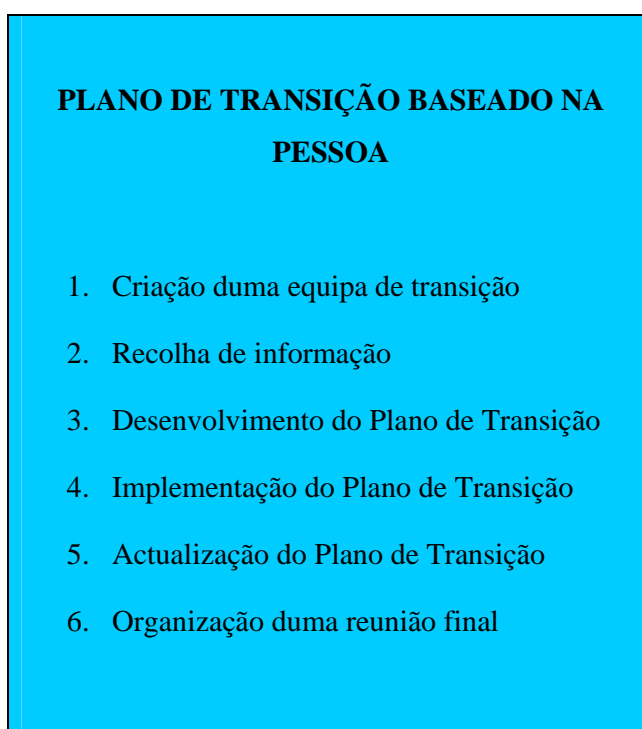 PLANO DE TRANSIÇÃO BASEADO NA
PESSOA
1. Criação duma equipa de transição
2. Recolha de informação
3. Desenvolvimento do Plano de Transição
4. Implementação do Plano de Transição
5. Actualização do Plano de Transição
6. Organização duma reunião final